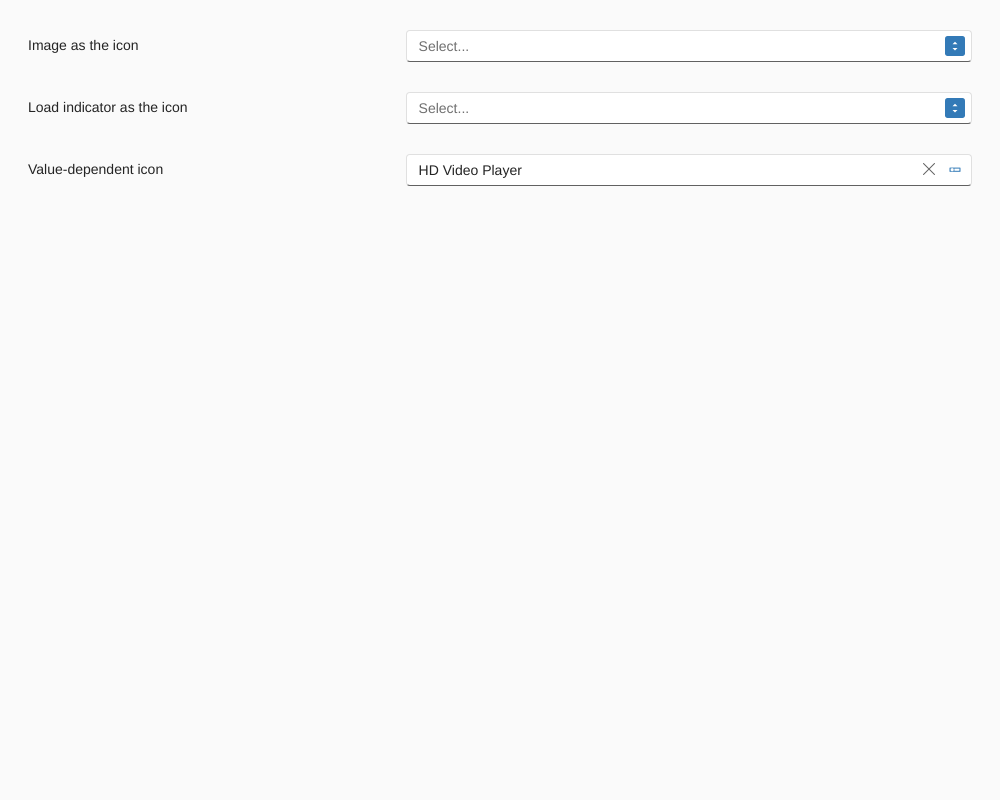 Image as the icon
Select...
Load indicator as the icon
Select...
Value-dependent icon
HD Video Player